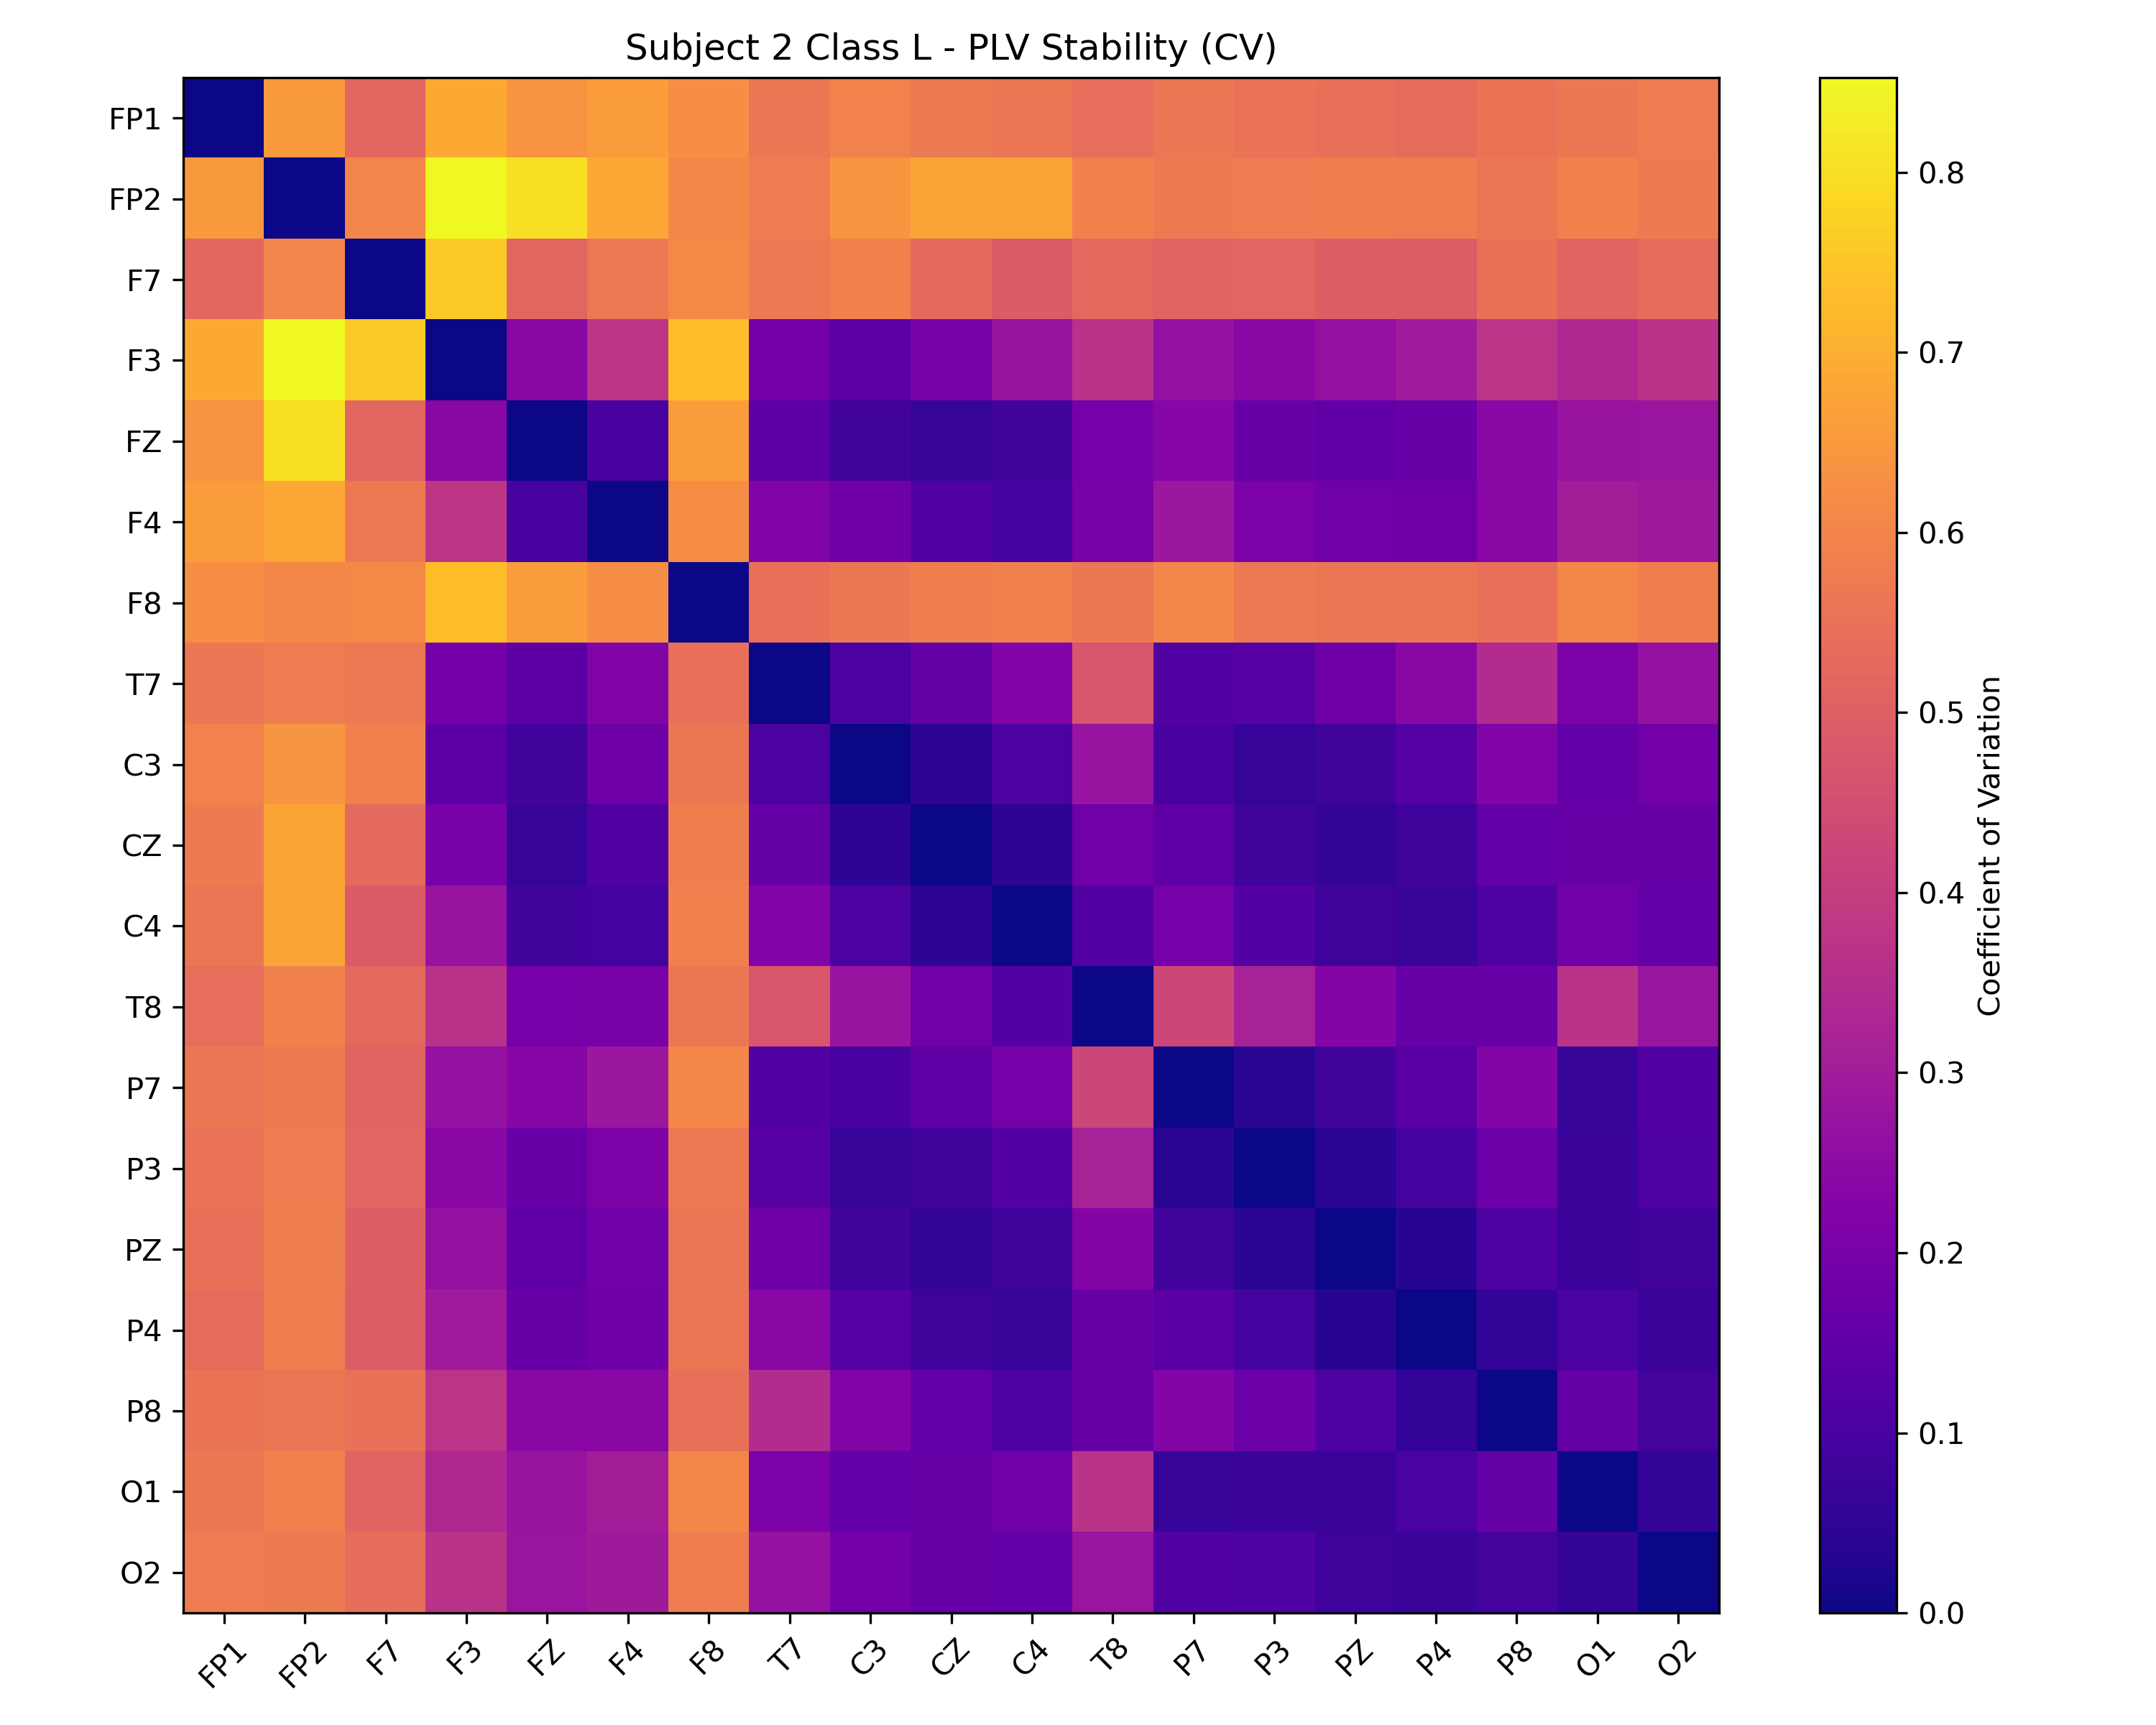 Subject 2 Class L - PLV Stability (CV)
FP1
FP2
F7
F3
FZ
F4
F8
T7
C3
CZ
C4
T8
P7
P3
PZ
P4
P8
O1
O2
FP1 FP2 F7 F3 FZ F4 F8 T7 C3 CZ C4 T8 P7 P3 PZ P4 P8 O1 O2
0.8
0.7
0.6
0.5
0.4
0.3
0.2
0.1
0.0
Coefficient of Variation